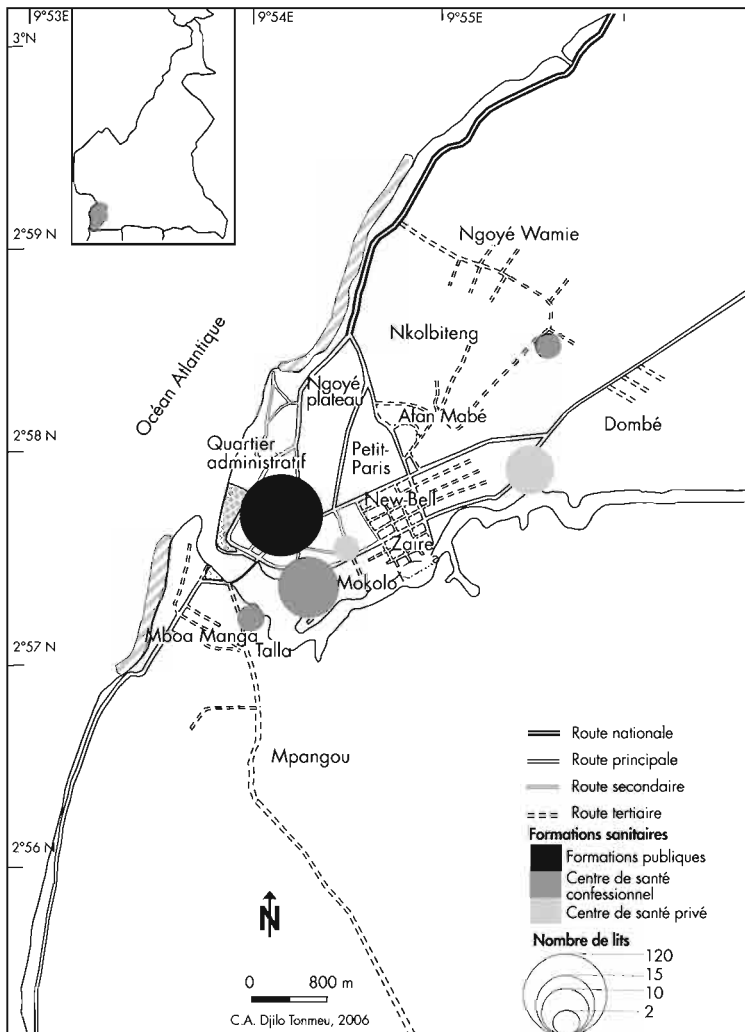 9°53E
9°54E
9°55E
3°N
2°59 N
Ngoyé Wamie
Océan Atlantique
Nkolbiteng
Ngoyé
plateau
Afan Mabé
Dombé
2°58 N
Quartier
administratif
Petit-
Paris
New-Bell
Zaïre
Mokolo
2°57 N
Mboa Manga
Talla
Mpangou
2°56 N
Route nationale
Route principale
Route secondaire
Route tertiaire
Formations sanitaires
Formations publiques
Centre de santé
confessionnel
Centre de santé privé
Nombre de lits
120
15
10
2
N
0 800 m
C.A. Djilo Tonmeu, 2006